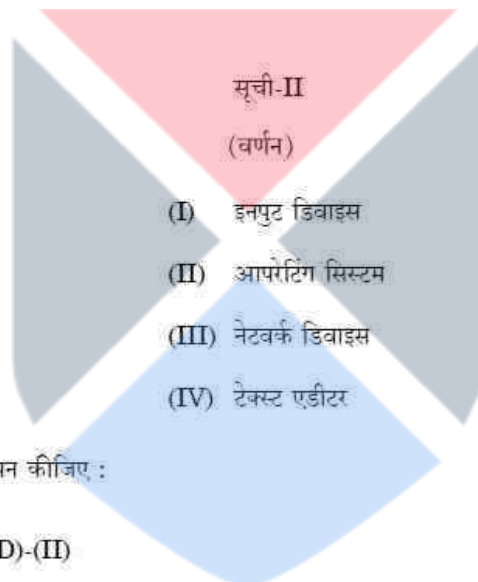 सूची-II
(वर्णन)
(I) इनपुट डिवाइस
(II) आपरेटिंग सिस्टम
(III) नेटवर्क डिवाइस
(IV) टेक्स्ट एडीटर
कीजिए :
D)-(II)